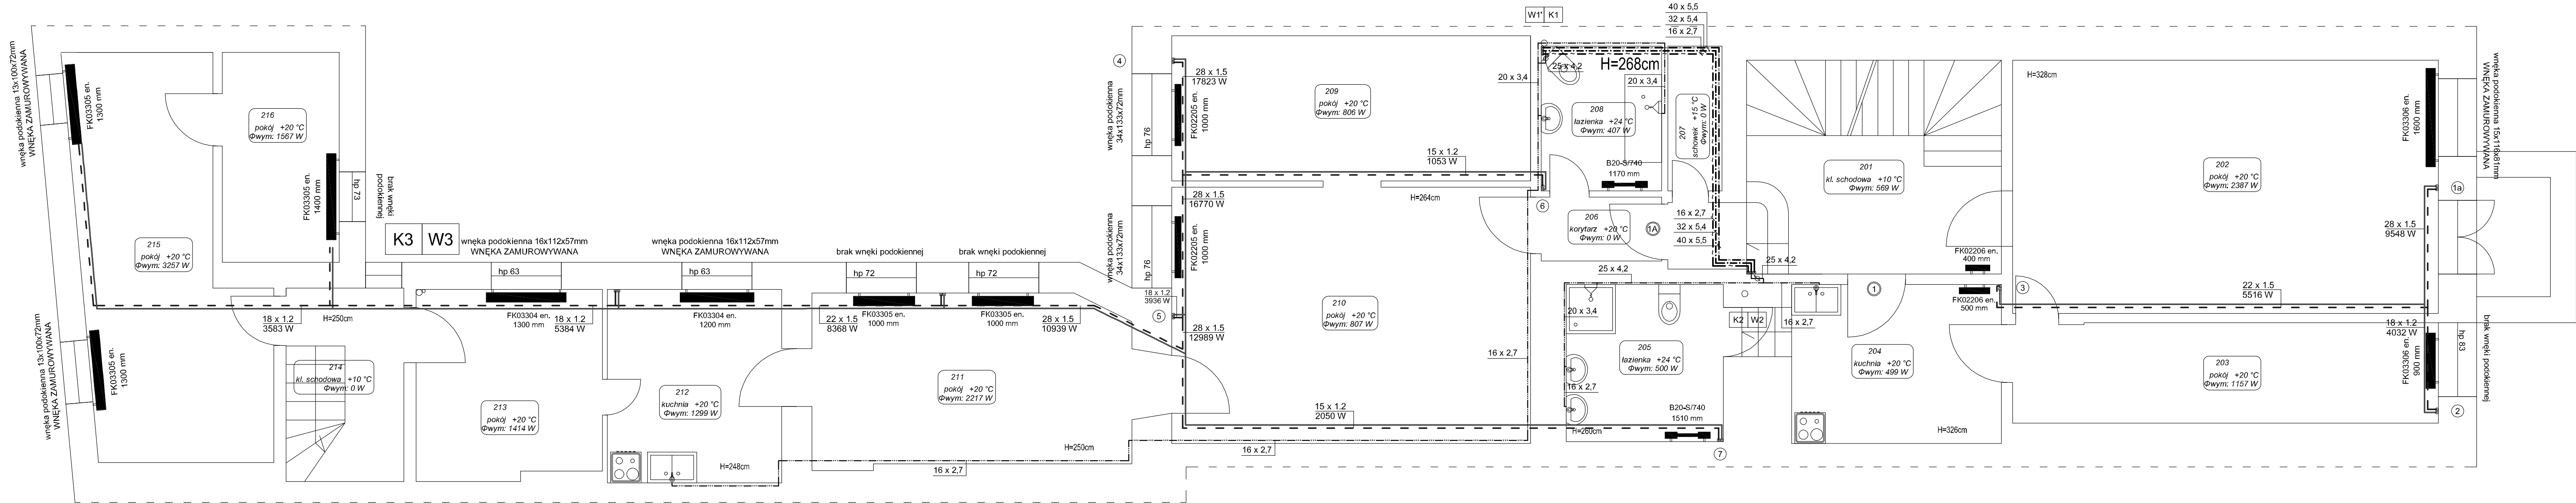 wnęka podokienna 13x100x72mm
WNĘKA ZAMUROWYWANA
FK03305 en.
1300 mm
216
pokój +20 °C
Φwym: 1567 W
FK03305 en.
1400 mm
hp 73
brak wnęki
podokiennej
215
pokój +20 °C
Φwym: 3257 W
K3
W3
wnęka podokienna 13x100x72mm
WNĘKA ZAMUROWYWANA
FK03305 en.
1300 mm
18 x 1.2
3583 W
H=250cm
214
kl. schodowa +10 °C
Φwym: 0 W
wnęka podokienna 16x112x57mm
WNĘKA ZAMUROWYWANA
hp 63
FK03304 en.
1300 mm
18 x 1.2
5384 W
213
pokój +20 °C
Φwym: 1414 W
wnęka podokienna 16x112x57mm
WNĘKA ZAMUROWYWANA
hp 63
FK03304 en.
1200 mm
212
kuchnia +20 °C
Φwym: 1299 W
H=248cm
brak wnęki podokiennej
hp 72
22 x 1.5
8368 W
FK03305 en.
1000 mm
brak wnęki podokiennej
hp 72
FK03305 en.
1000 mm
28 x 1.5
10939 W
211
pokój +20 °C
Φwym: 2217 W
H=250cm
16 x 2,7
4
wnęka podokienna
34x133x72mm
hp 76
FK02205 en.
1000 mm
28 x 1.5
17823 W
209
pokój +20 °C
Φwym: 806 W
15 x 1.2
1053 W
wnęka podokienna
34x133x72mm
hp 76
FK02205 en.
1000 mm
28 x 1.5
16770 W
H=264cm
18 x 1.2
3936 W
5
28 x 1.5
12989 W
210
pokój +20 °C
Φwym: 807 W
16 x 2,7
15 x 1.2
2050 W
16 x 2,7
W1'
K1
40 x 5,5
32 x 5,4
16 x 2,7
25 x 4,2
H=268cm
20 x 3,4
20 x 3,4
208
łazienka +24 °C
Φwym: 407 W
207
schowek +15 °C
Φwym: 0 W
B20-S/740
1170 mm
6
206
korytarz +20 °C
Φwym: 0 W
1A
16 x 2,7
32 x 5,4
40 x 5,5
25 x 4,2
25 x 4,2
20 x 3,4
K2
W2
16 x 2,7
205
łazienka +24 °C
Φwym: 500 W
16 x 2,7
B20-S/740
1510 mm
H=260cm
7
201
kl. schodowa +10 °C
Φwym: 569 W
FK02206 en.
400 mm
1
FK02206 en.
500 mm
3
204
kuchnia +20 °C
Φwym: 499 W
H=326cm
H=328cm
202
pokój +20 °C
Φwym: 2387 W
FK03306 en.
1600 mm
wnęka podokienna 15x116x81mm
WNĘKA ZAMUROWYWANA
1a
28 x 1.5
9548 W
22 x 1.5
5516 W
18 x 1.2
4032 W
203
pokój +20 °C
Φwym: 1157 W
FK03306 en.
900 mm
hp 83
brak wnęki podokiennej
2